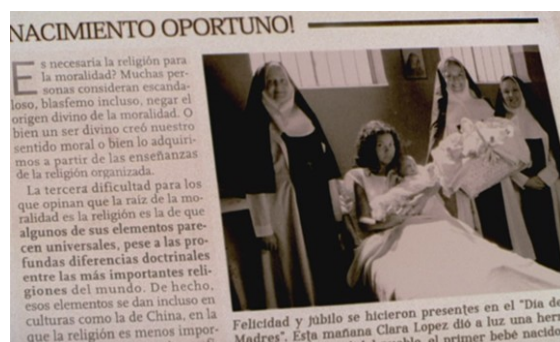 NACIMIENTO OPORTUNO!
Es necesaria la religión para
la moralidad? Muchas per-
sonas consideran escanda-
loso, blasfemo incluso, negar el
origen divino de la moralidad. O
bien un ser divino creó nuestro
sentido moral o bien lo adquiri-
mos a partir de las enseñanzas
de la religión organizada.
La tercera dificultad para los
que opinan que la raíz de la mo-
ralidad es la religión es la de que
algunos de sus elementos pare-
cen universales, pese a las pro-
fundas diferencias doctrinales
entre las más importantes reli-
giones del mundo. De hecho,
esos elementos se dan incluso en
culturas como la de China, en la
que la religión es menos impor-
Felicidad y júbilo se hicieron presentes en el "Día de
Madres". Esta mañana Clara Lopez dió a luz una her
el primer bebé nacido